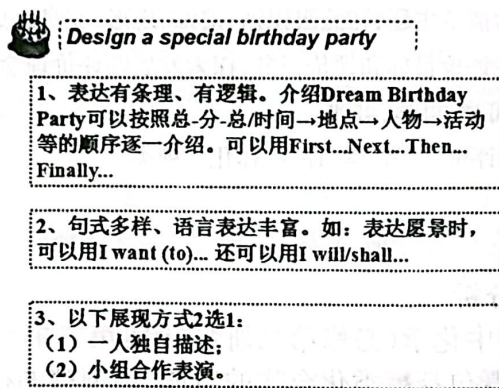 Design a special birthday party
1、表达有条理、有逻辑。介绍Dream Birthday
Party可以按照总-分-总/时间→地点→人物→活动
等的顺序逐一介绍。可以用First...Next...Then...
Finally...
2、句式多样、语言表达丰富。如：表达愿景时，
可以用I want (to)... 还可以用I will/shall...
3、以下展现方式2选1:
（1）一人独自描述;
（2）小组合作表演。